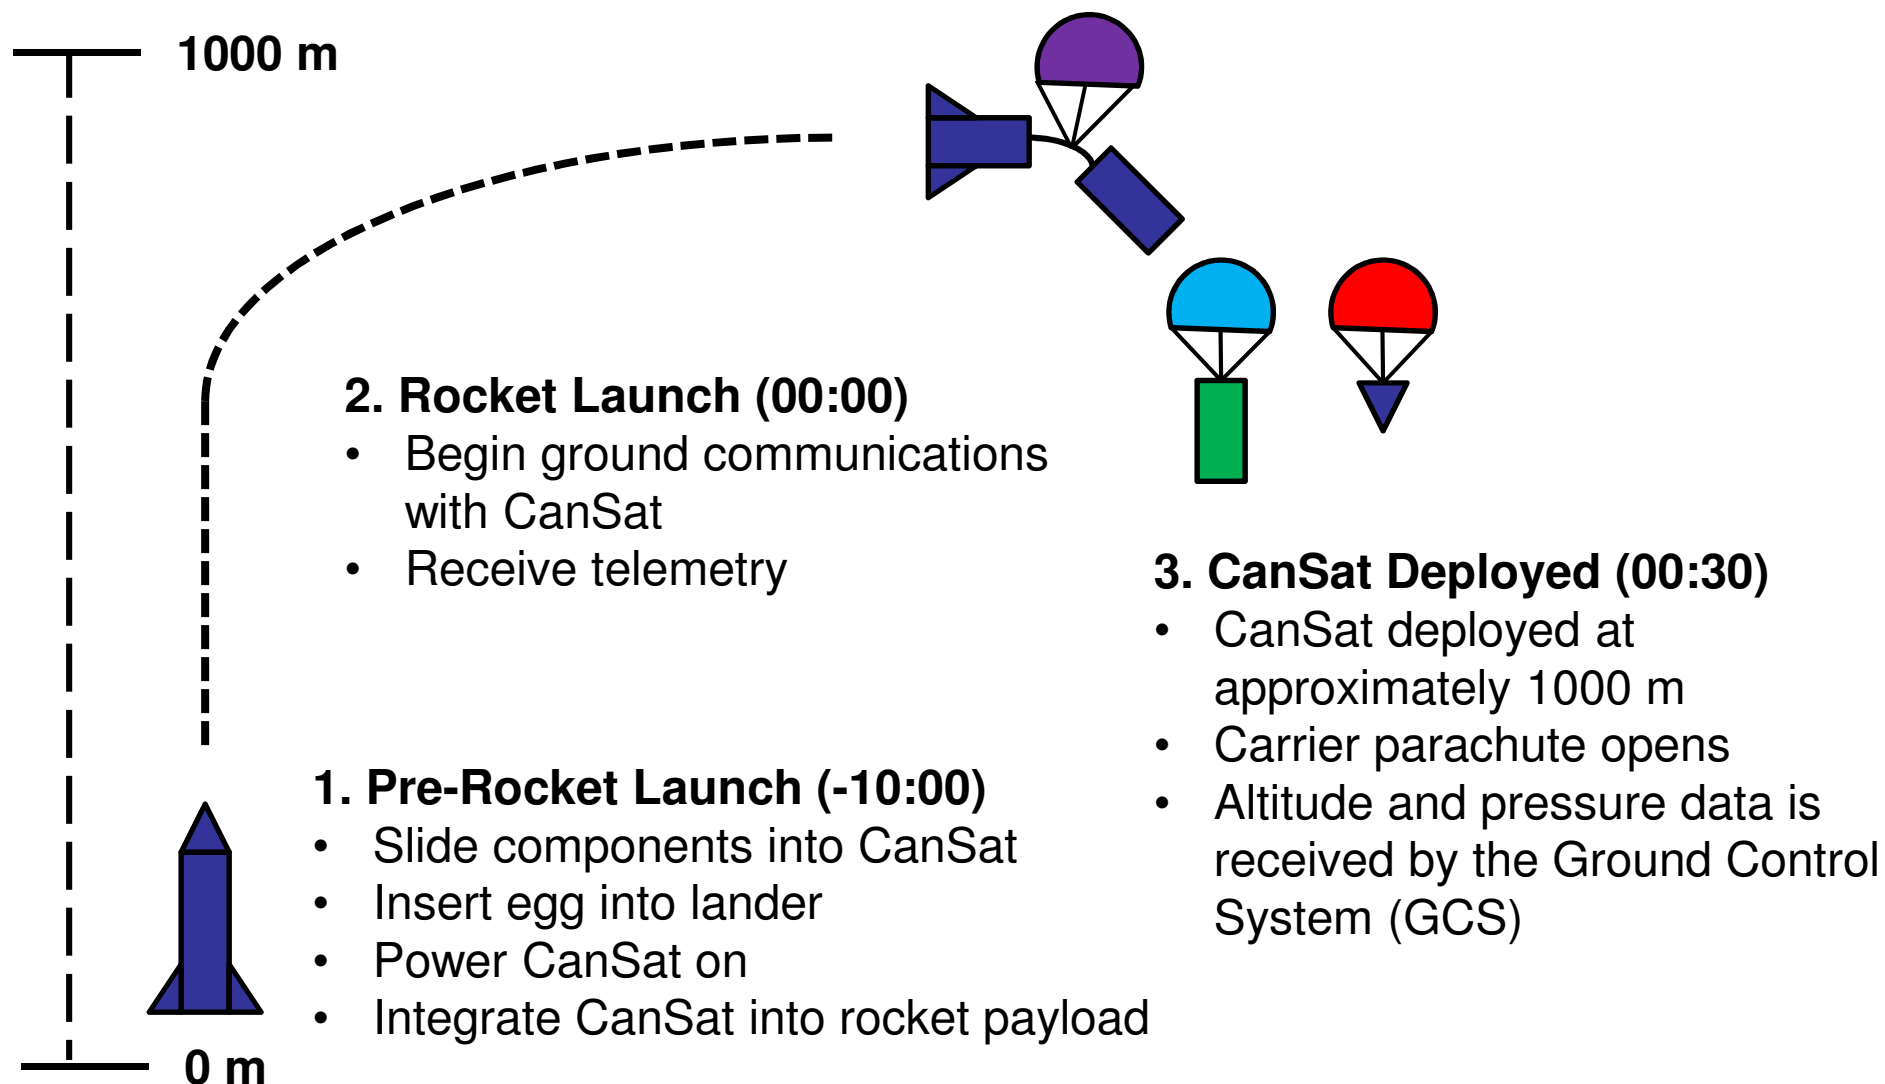 1000 m
2. Rocket Launch (00:00)
• Begin ground communications
with CanSat
• Receive telemetry
3. CanSat Deployed (00:30)
• CanSat deployed at
approximately 1000 m
• Carrier parachute opens
• Altitude and pressure data is
received by the Ground Control
System (GCS)
1. Pre-Rocket Launch (-10:00)
• Slide components into CanSat
• Insert egg into lander
• Power CanSat on
• Integrate CanSat into rocket payload
0 m